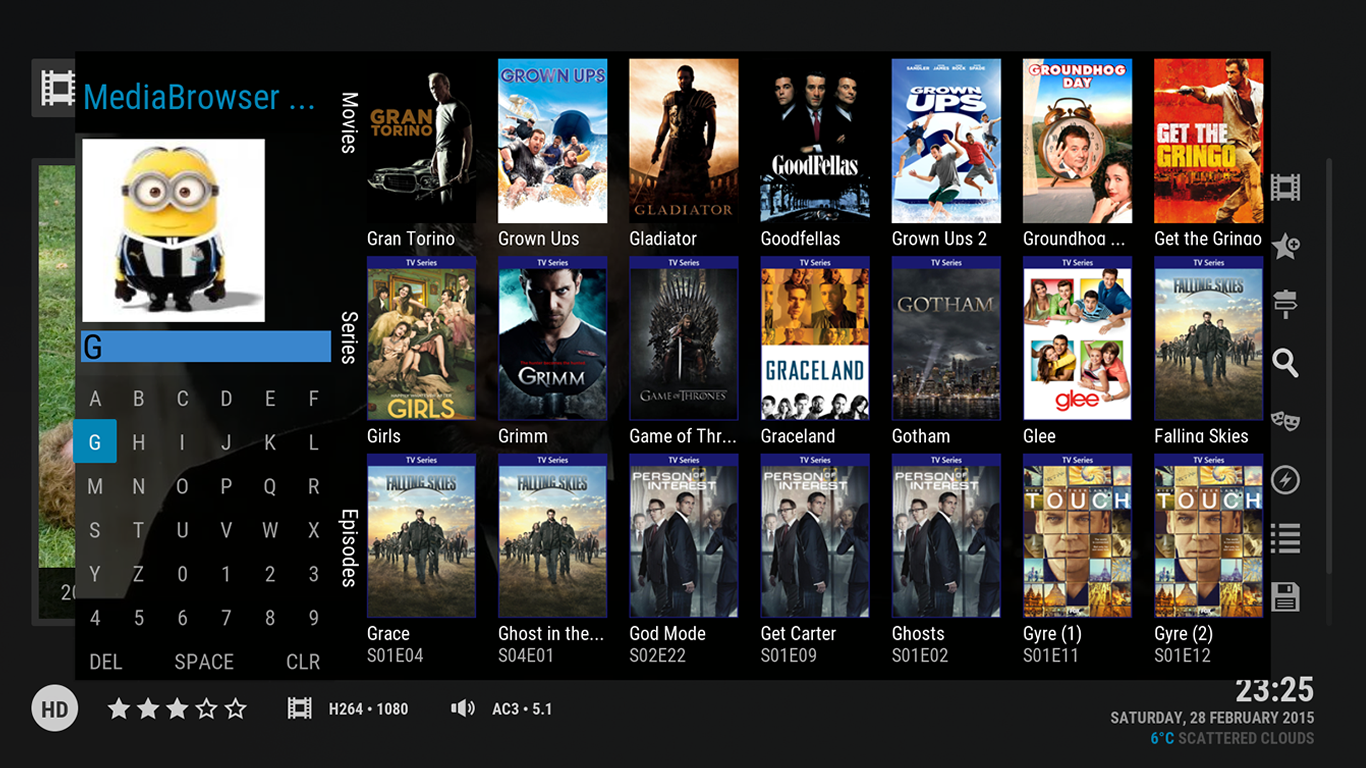 MediaBrowser ...
G
A B C D E F
G H I J K L
M N O P Q R
S T U V W X
Y Z 0 1 2 3
4 5 6 7 8 9
DEL SPACE CLR
Movies
GRAN TORINO
GROWN UPS
GLADIATOR
GOODFELLAS
SANDLER JAMES ROCK SPADE
GROWN UPS 2
GROUNDHOG DAY
GET THE GRINGO
Gran Torino
Grown Ups
Gladiator
Goodfellas
Grown Ups 2
Groundhog ...
Get the Gringo
Series
TV Series
TV Series
TV Series
TV Series
TV Series
TV Series
TV Series
GIRLS
GRIMM
GAME OF THRONES
GRACELAND
GOTHAM
glee
FALLING SKIES
Girls
Grimm
Game of Thr...
Graceland
Gotham
Glee
Falling Skies
Episodes
TV Series
TV Series
TV Series
TV Series
TV Series
TV Series
TV Series
FALLING SKIES
FALLING SKIES
PERSON OF INTEREST
PERSON OF INTEREST
PERSON OF INTEREST
TOUCH
TOUCH
Grace
S01E04
Ghost in the...
S04E01
God Mode
S02E22
Get Carter
S01E09
Ghosts
S01E02
Gyre (1)
S01E11
Gyre (2)
S01E12
20
HD
H264 • 1080
AC3 • 5.1
23:25
SATURDAY, 28 FEBRUARY 2015
6°C SCATTERED CLOUDS